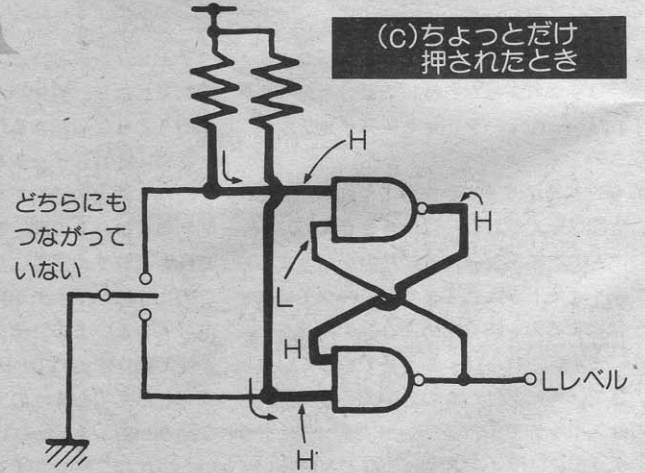 (c)ちょっとだけ
押されたとき
H
どちらにも
つながって
いない
H
L
H
Lレベル
H